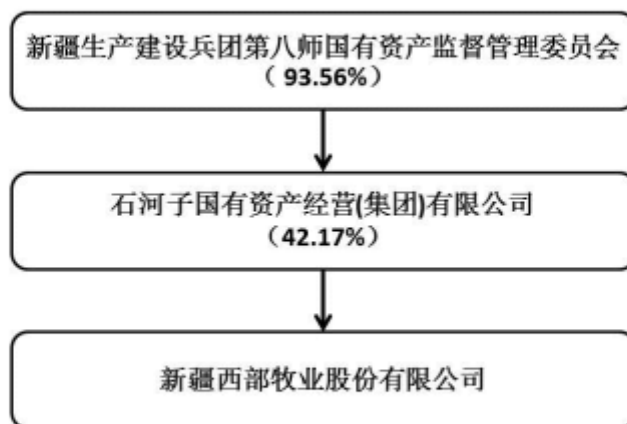 新疆生产建设兵团第八师国有资产监督管理委员会
（ 93.56%）
石河子国有资产经营(集团)有限公司
（42.17%）
新疆西部牧业股份有限公司